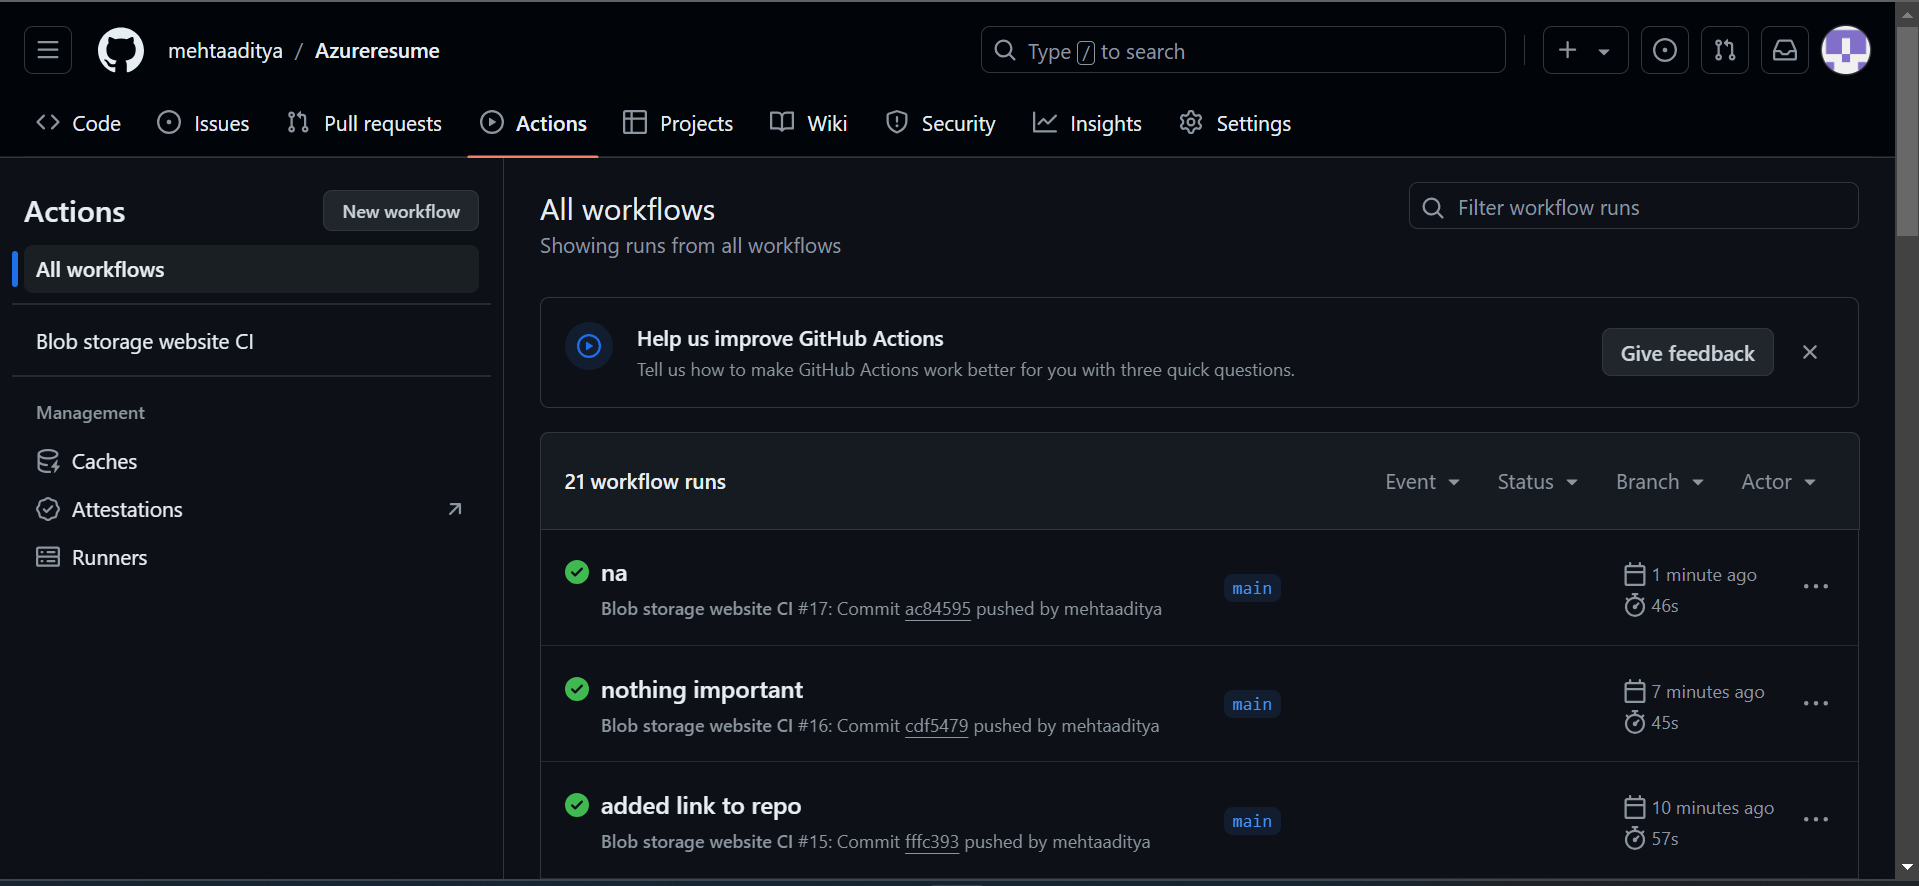 mehtaaditya / Azureresume
Type / to search
Code
Issues
Pull requests
Actions
Projects
Wiki
Security
Insights
Settings
Actions
New workflow
All workflows
Blob storage website CI
Management
Caches
Attestations
Runners
All workflows
Showing runs from all workflows
Filter workflow runs
Help us improve GitHub Actions
Tell us how to make GitHub Actions work better for you with three quick questions.
Give feedback
21 workflow runs
Event
Status
Branch
Actor
na
Blob storage website CI #17: Commit ac84595 pushed by mehtaaditya
main
1 minute ago
46s
nothing important
Blob storage website CI #16: Commit cdf5479 pushed by mehtaaditya
main
7 minutes ago
45s
added link to repo
Blob storage website CI #15: Commit fffc393 pushed by mehtaaditya
main
10 minutes ago
57s